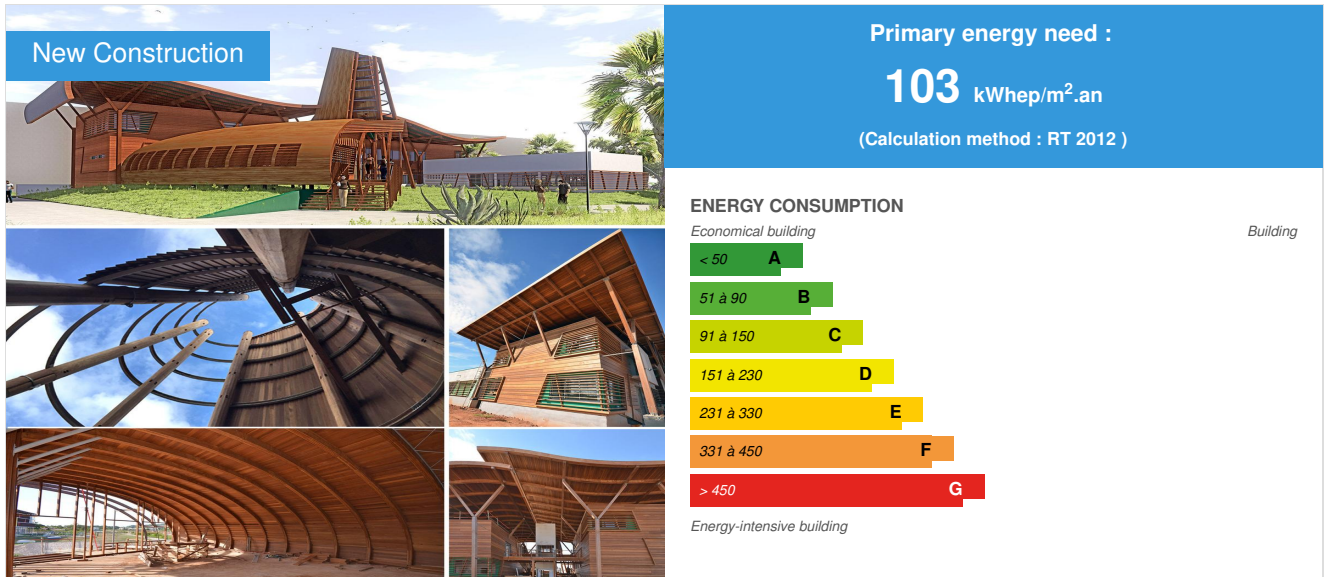 New Construction
Primary energy need :
103 kWhep/m².an
(Calculation method : RT 2012 )
ENERGY CONSUMPTION
Economical building
Building
< 50 A
51 à 90 B
91 à 150 C
151 à 230 D
231 à 330 E
331 à 450 F
> 450 G
Energy-intensive building